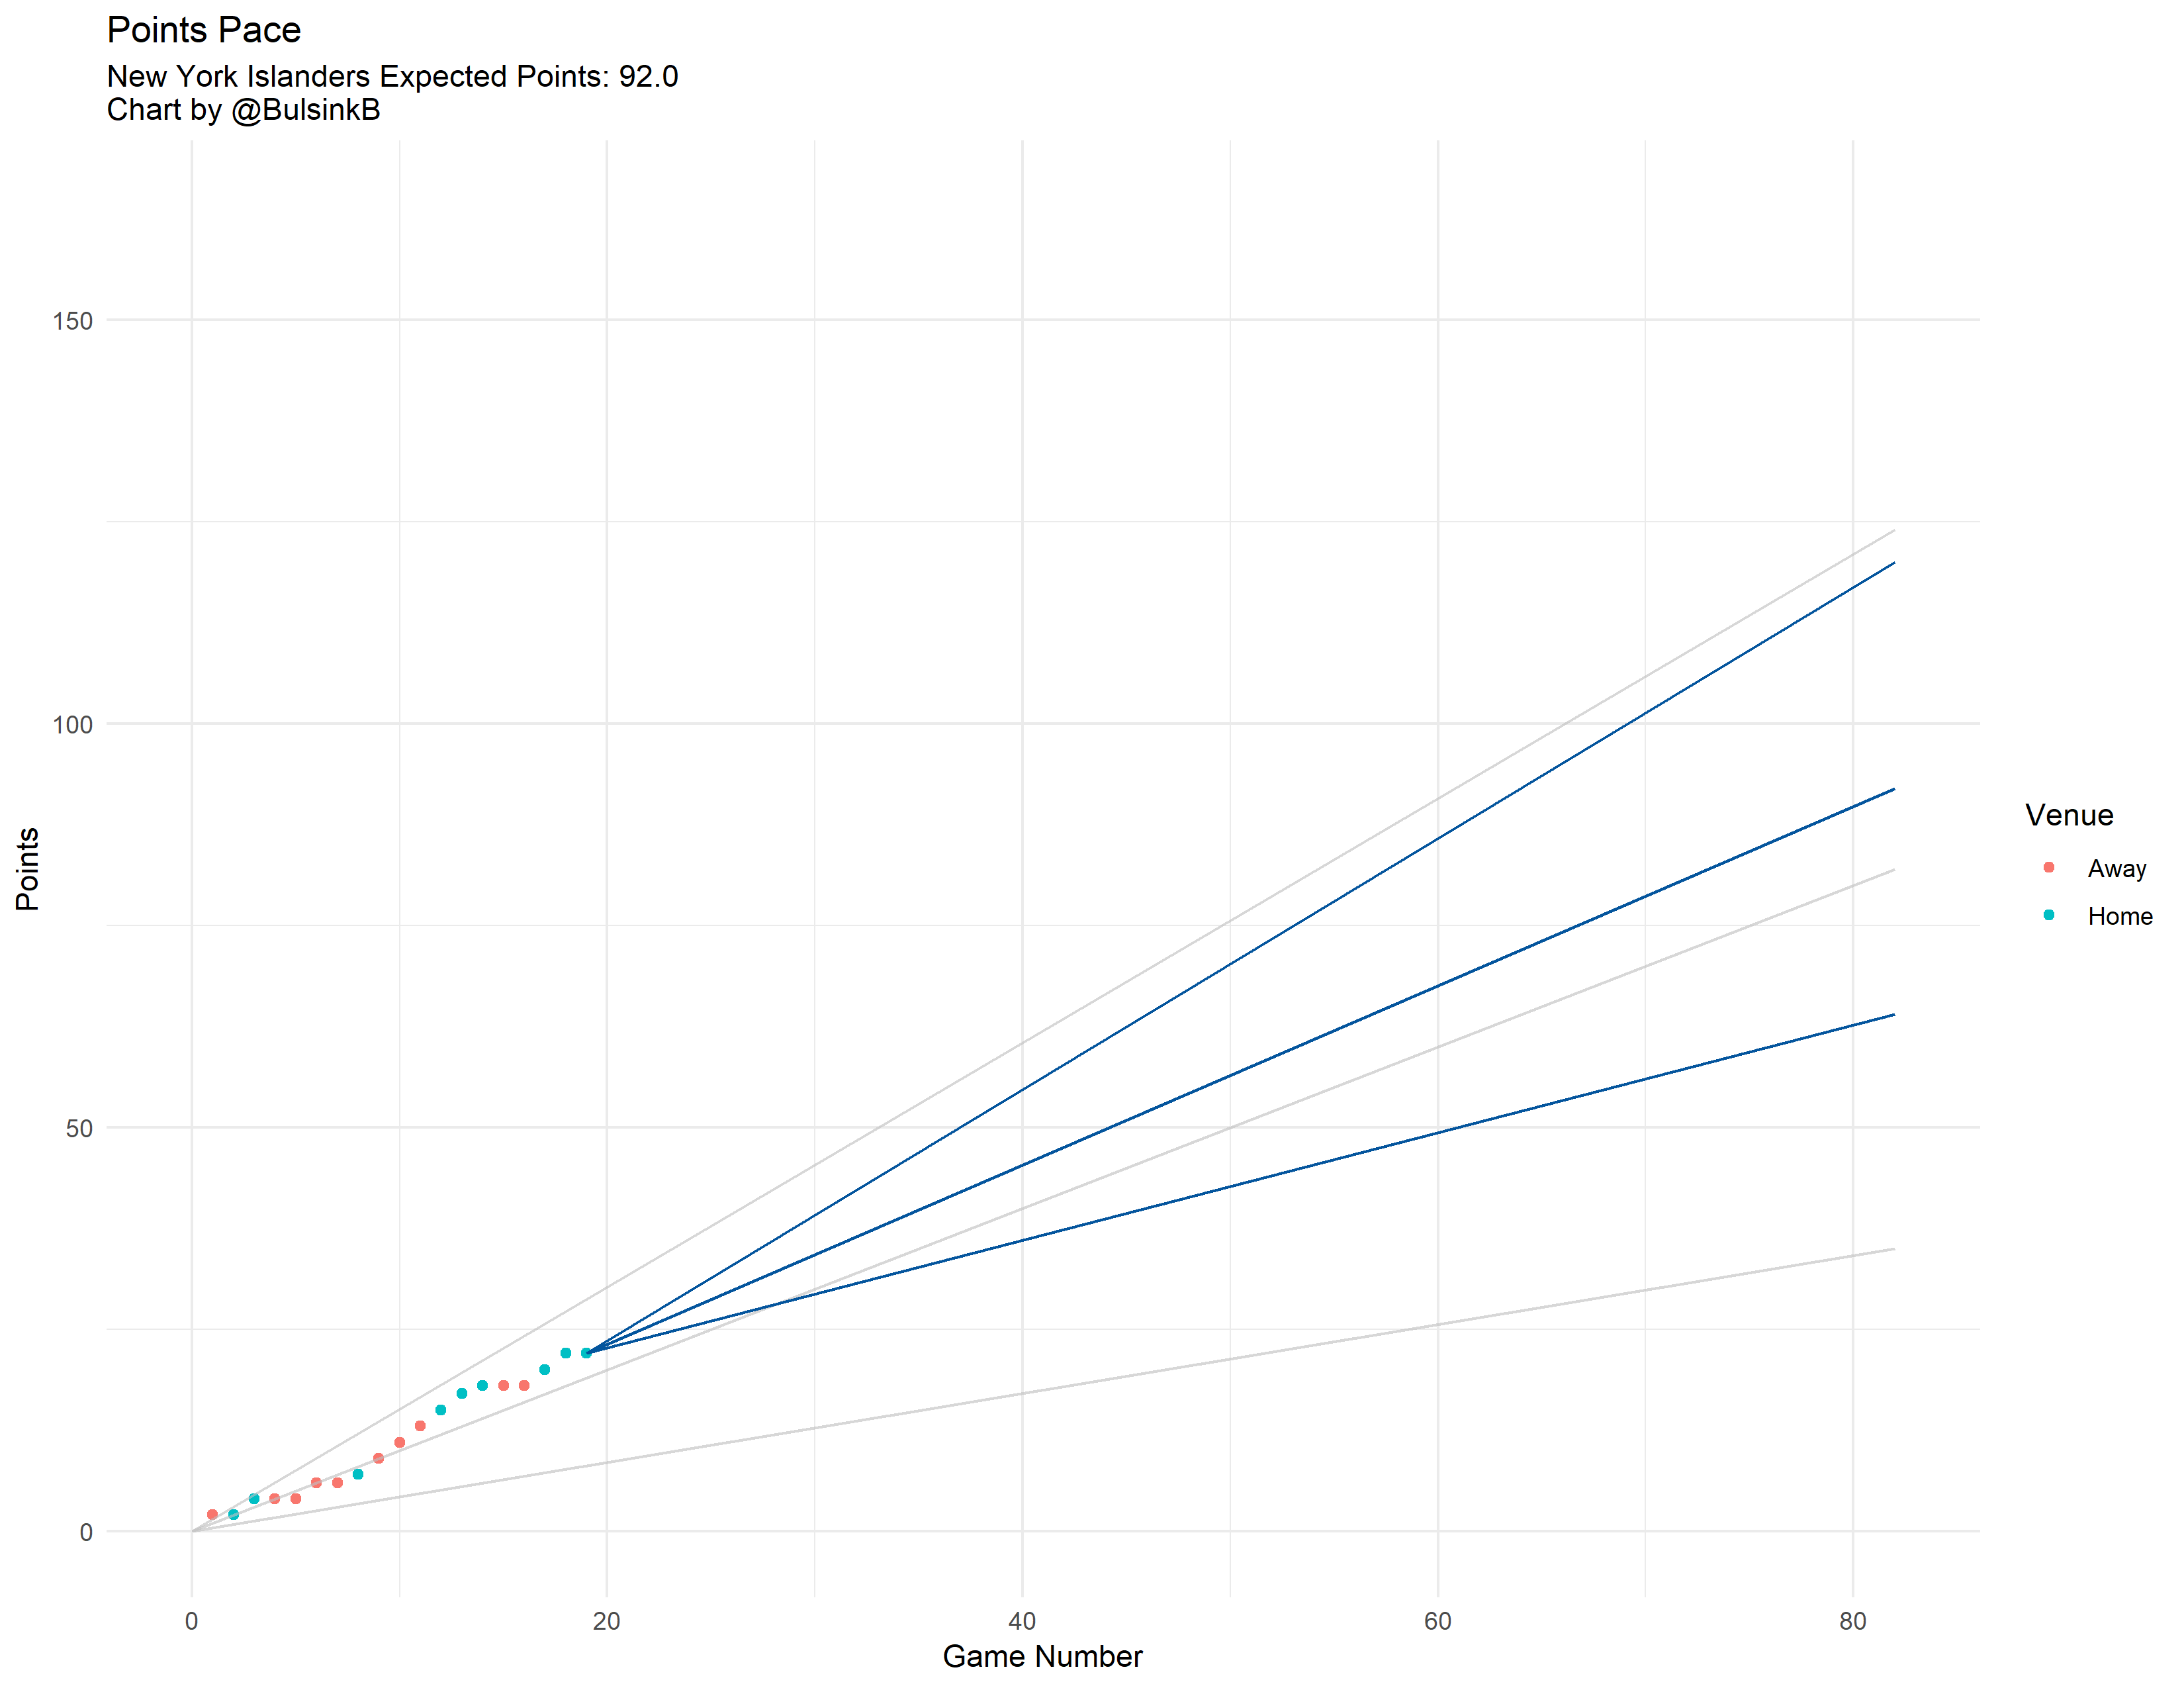 Points Pace
New York Islanders Expected Points: 92.0
Chart by @BulsinkB
150
100
50
0
Points
0
20
40
60
80
Game Number
Venue
Away
Home